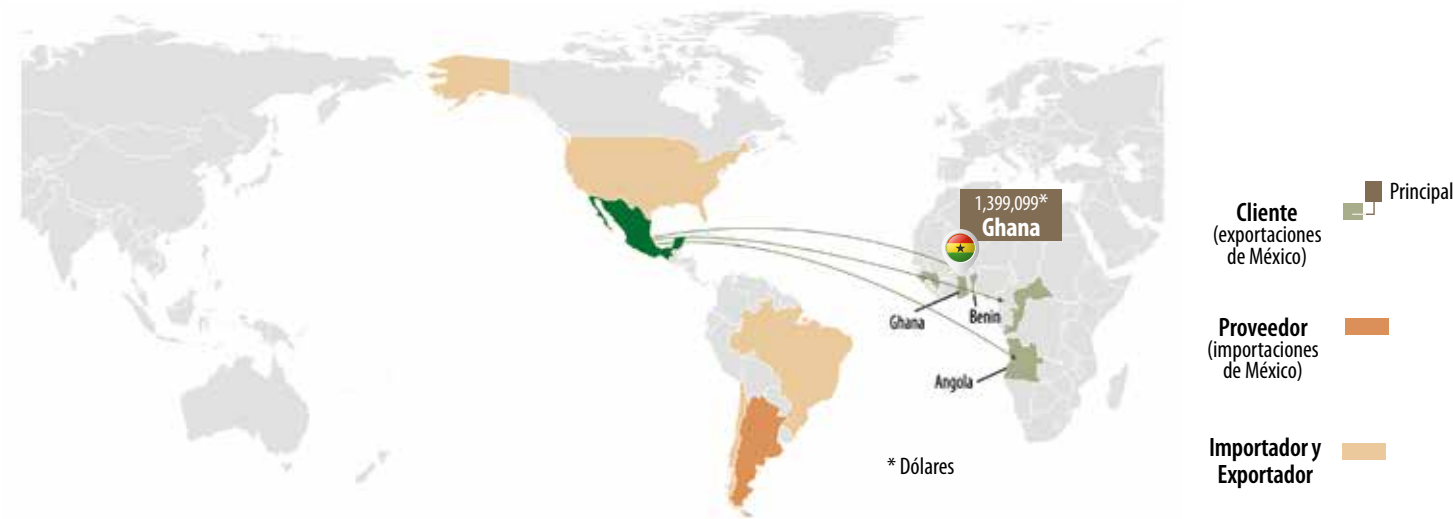 1,399,099*
Ghana
Ghana
Benin
Angola
* Dólares
Principal
Cliente
(exportaciones
de México)
Proveedor
(importaciones
de México)
Importador y
Exportador